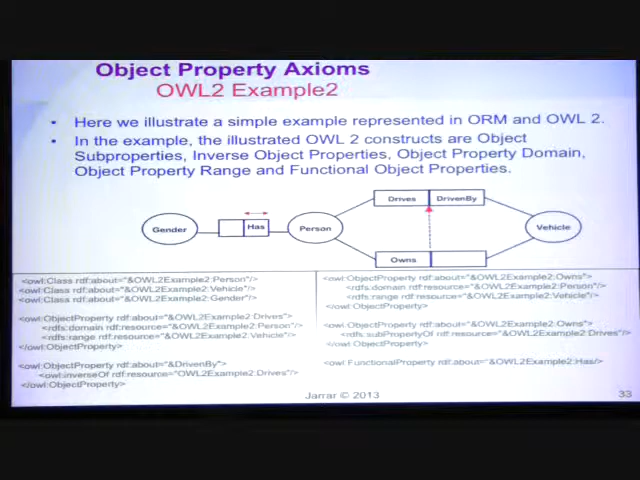 Object Property Axioms
OWL2 Example2
• Here we illustrate a simple example represented in ORM and OWL 2.
• In the example, the illustrated OWL 2 constructs are Object
Subproperties, Inverse Object Properties, Object Property Domain,
Object Property Range and Functional Object Properties.
Drives DrivenBy
Gender Has Person Vehicle
Owns
<owl:Class rdf:about="&OWL2Example2:Person"/>
<owl:Class rdf:about="&OWL2Example2:Vehicle"/>
<owl:Class rdf:about="&OWL2Example2:Gender"/>
<owl:ObjectProperty rdf:about="&OWL2Example2:Drives">
<rdfs:domain rdf:resource="&OWL2Example2:Person"/>
<rdfs:range rdf:resource="&OWL2Example2:Vehicle"/>
</owl:ObjectProperty>
<owl:ObjectProperty rdf:about="&DrivenBy">
<owl:inverseOf rdf:resource="OWL2Example2:Drives"/>
</owl:ObjectProperty>
<owl:ObjectProperty rdf:about="&OWL2Example2:Owns">
<rdfs:domain rdf:resource="&OWL2Example2:Person"/>
<rdfs:range rdf:resource="&OWL2Example2:Vehicle"/>
</owl:ObjectProperty>
<owl:ObjectProperty rdf:about="&OWL2Example2:Owns">
<rdfs:subPropertyOf rdf:resource="&OWL2Example2:Drives"/>
</owl:ObjectProperty>
<owl:FunctionalProperty rdf:about="&OWL2Example2:Has/>
Jarrar © 2013
33